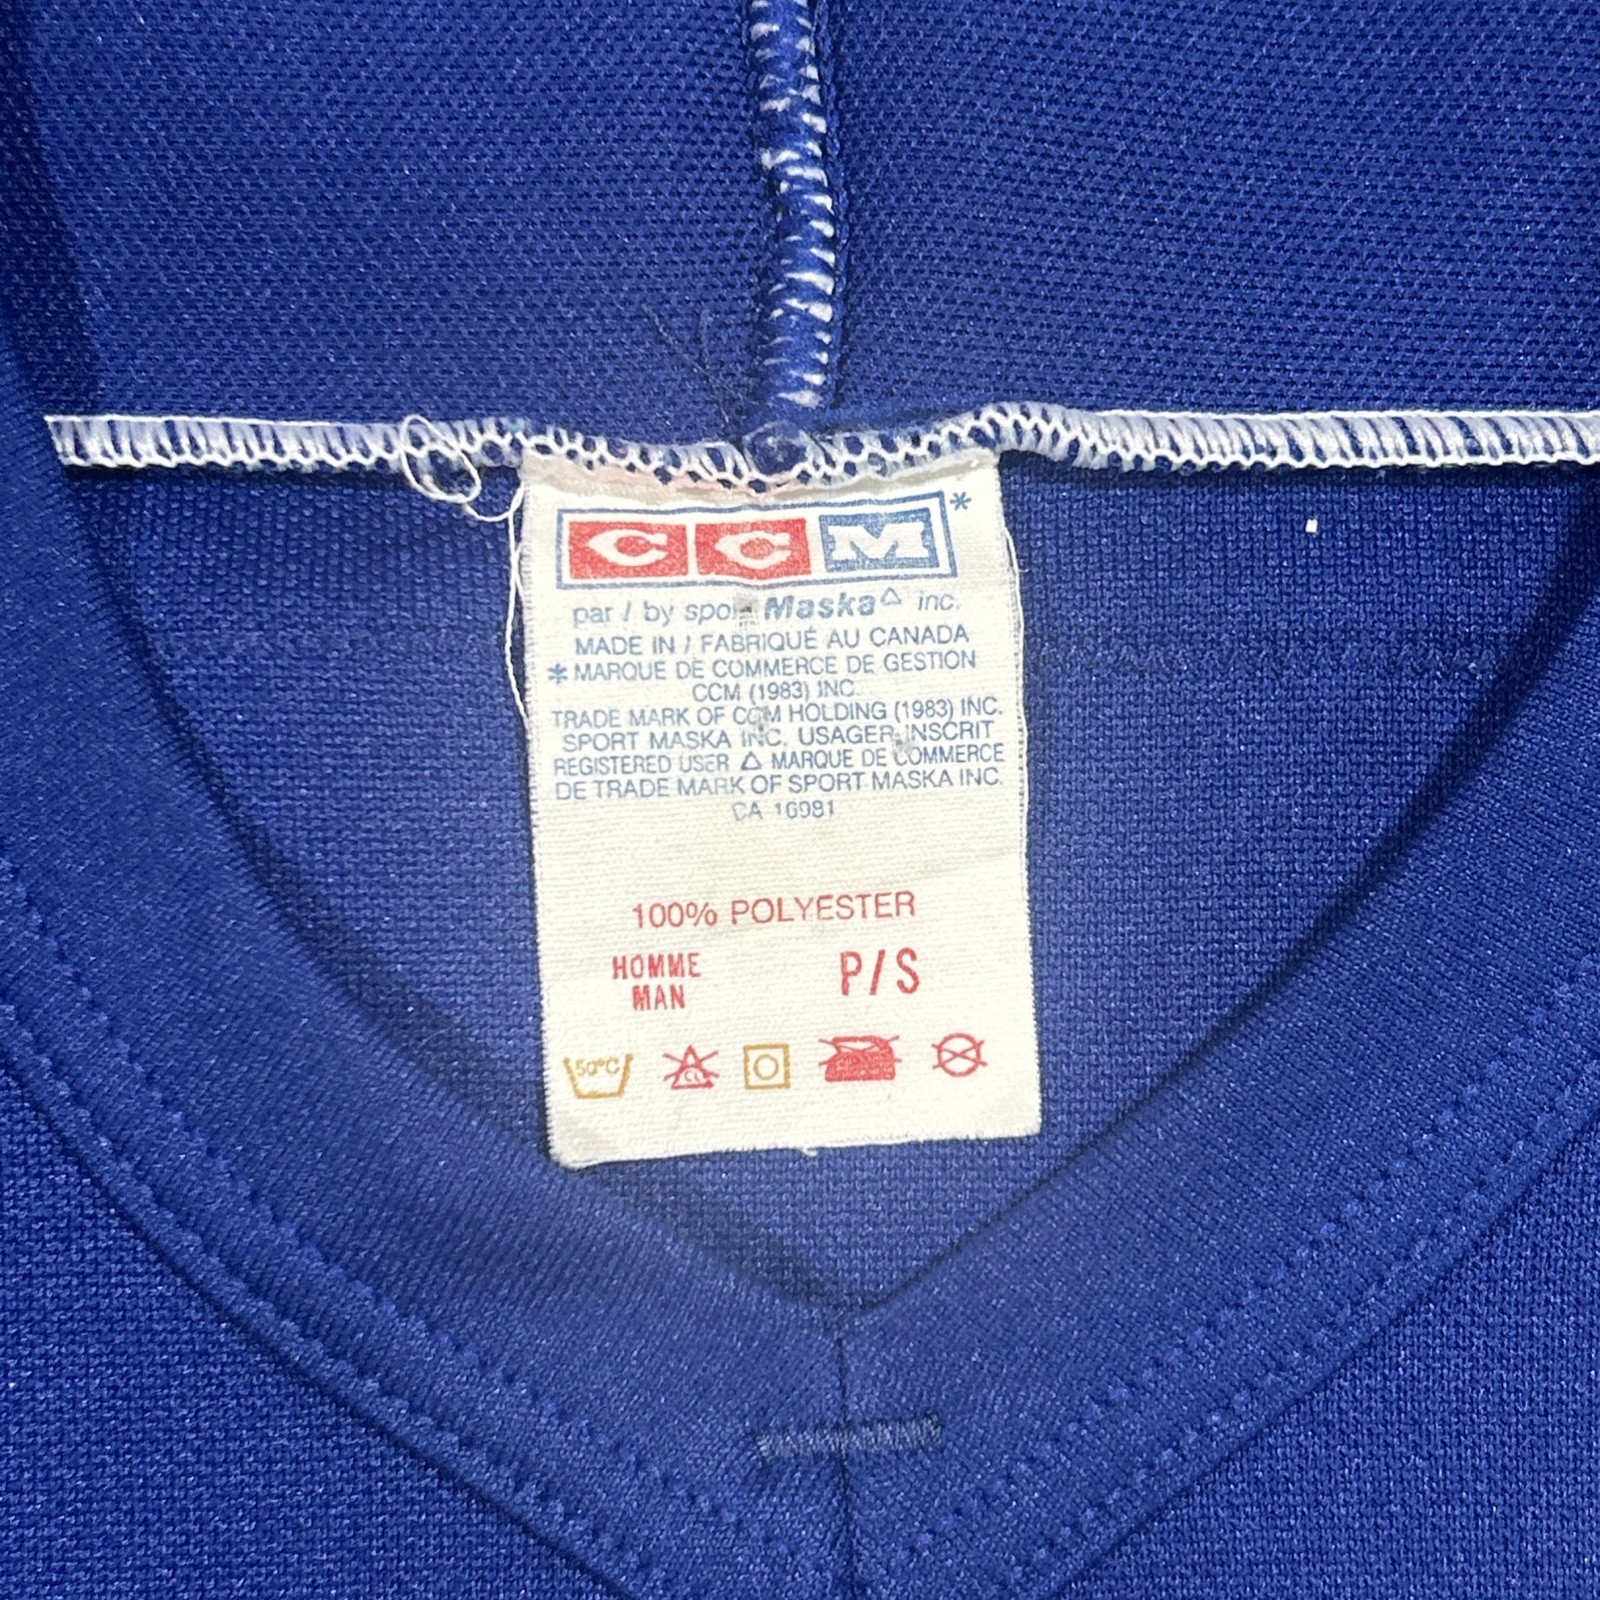 CCM*
par / by sport Maska△ inc.
MADE IN / FABRIQUÉ AU CANADA
* MARQUE DE COMMERCE DE GESTION
CCM (1983) INC.
TRADE MARK OF CCM HOLDING (1983) INC.
SPORT MASKA INC. USAGER INSCRIT
REGISTERED USER △ MARQUE DE COMMERCE
DE TRADE MARK OF SPORT MASKA INC.
CA 16981
100% POLYESTER
HOMME P/S
MAN
50°C CL